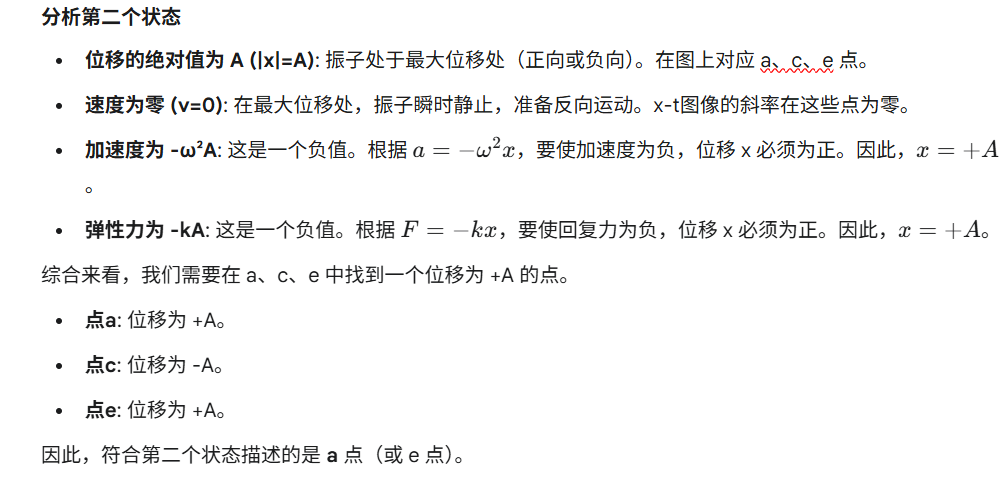 分析第二个状态
• 位移的绝对值为 A (|x|=A): 振子处于最大位移处（正向或负向）。在图上对应 a、c、e 点。
• 速度为零 (v=0): 在最大位移处，振子瞬时静止，准备反向运动。x-t图像的斜率在这些点为零。
• 加速度为 -ω²A: 这是一个负值。根据 a = −ω²x，要使加速度为负，位移 x 必须为正。因此，x = +A
。
• 弹性力为 -kA: 这是一个负值。根据 F = −kx，要使回复力为负，位移 x 必须为正。因此，x = +A。
综合来看，我们需要在 a、c、e 中找到一个位移为 +A 的点。
• 点a: 位移为 +A。
• 点c: 位移为 -A。
• 点e: 位移为 +A。
因此，符合第二个状态描述的是 a 点（或 e 点）。